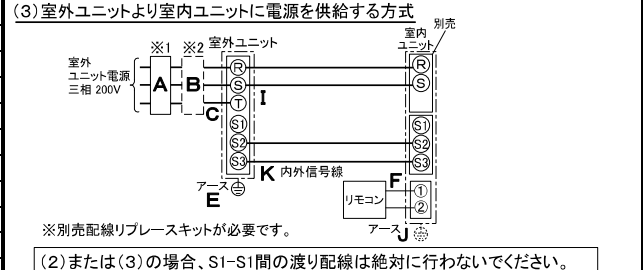 (3)室外ユニットより室内ユニットに電源を供給する方式
別売
※1 ※2 室外ユニット
室内
ユニット
室外
ユニット電源
三相 200V
A B
C
R
S
T
S1
S2
S3
I
R
S
S1
S2
S3
K 内外信号線
アース
E
リモコン
F
①
②
アース J
※別売配線リプレースキットが必要です。
(2)または(3)の場合、S1-S1間の渡り配線は絶対に行わないでください。